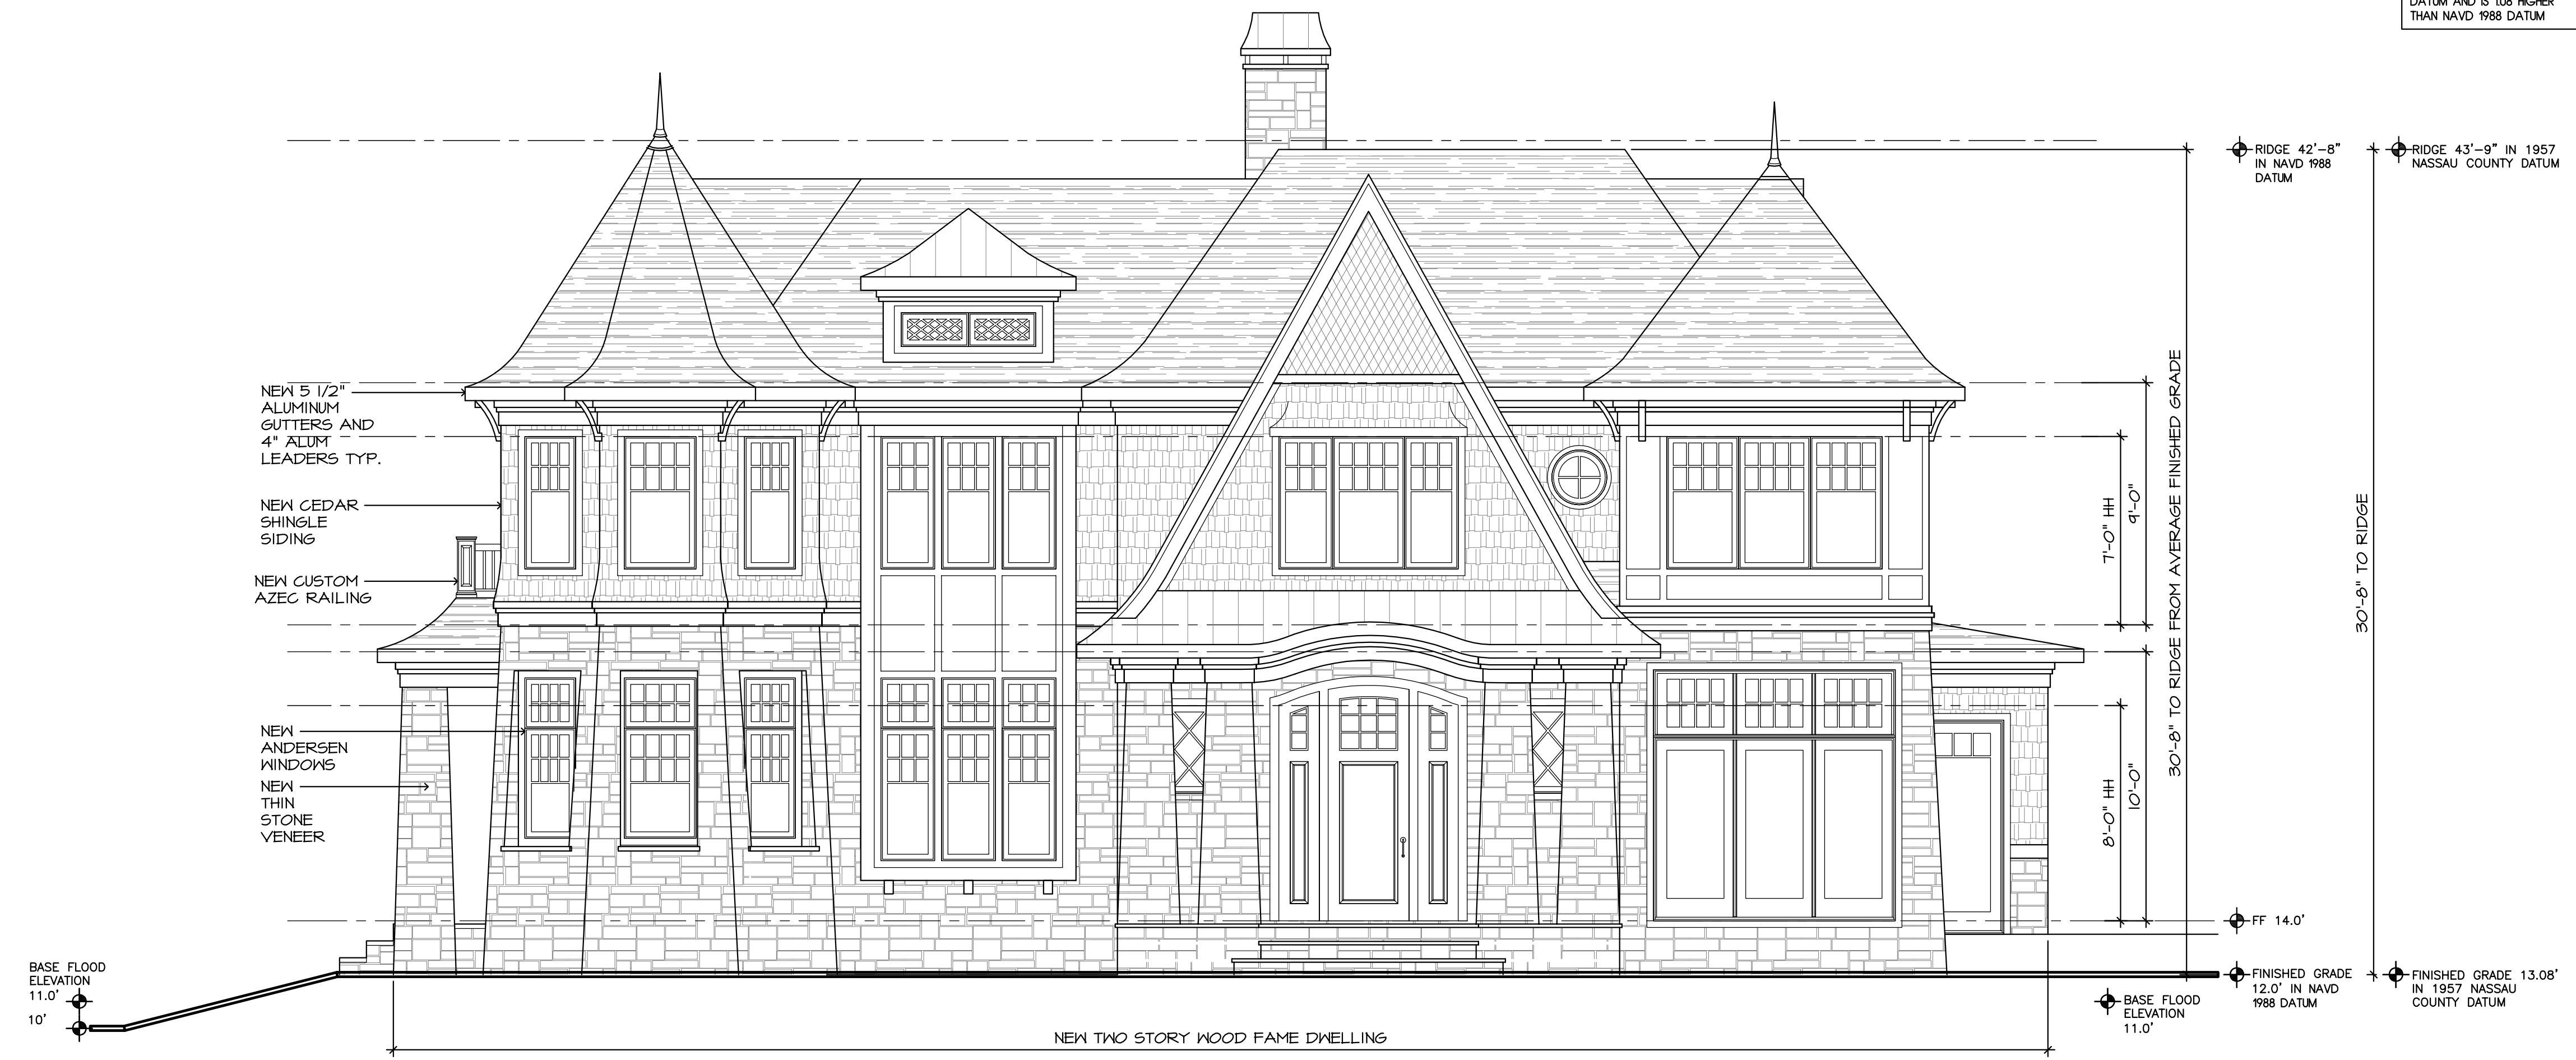 DATUM AND IS 1.08 HIGHER
THAN NAVD 1988 DATUM
RIDGE 42'-8"
IN NAVD 1988
DATUM
RIDGE 43'-9" IN 1957
NASSAU COUNTY DATUM
NEW 5 1/2"
ALUMINUM
GUTTERS AND
4" ALUM
LEADERS TYP.
NEW CEDAR
SHINGLE
SIDING
NEW CUSTOM
AZEC RAILING
NEW
ANDERSEN
WINDOWS
NEW
THIN
STONE
VENEER
7'-0" HH
9'-0"
8'-0" HH
10'-0"
30'-8" TO RIDGE FROM AVERAGE FINISHED GRADE
30'-8" TO RIDGE
FF 14.0'
FINISHED GRADE
12.0' IN NAVD
1988 DATUM
FINISHED GRADE 13.08'
IN 1957 NASSAU
COUNTY DATUM
BASE FLOOD
ELEVATION
11.0'
10'
BASE FLOOD
ELEVATION
11.0'
NEW TWO STORY WOOD FAME DWELLING